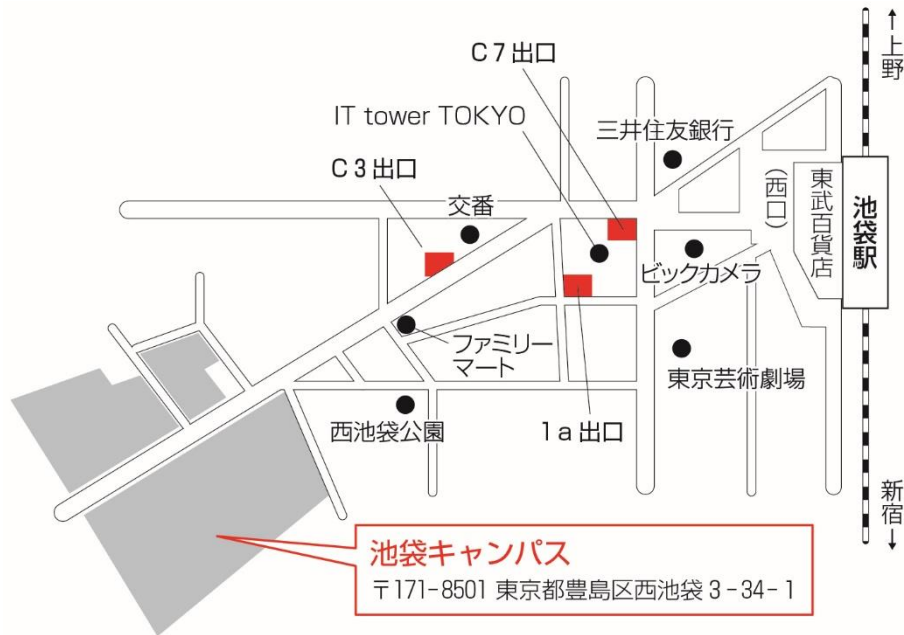 ↑上野
C7出口
IT tower TOKYO
三井住友銀行
C3出口
交番
(西口)
東武百貨店
池袋駅
ビックカメラ
ファミリー
マート
東京芸術劇場
西池袋公園
1a出口
新宿↓
池袋キャンパス
〒171-8501 東京都豊島区西池袋3-34-1